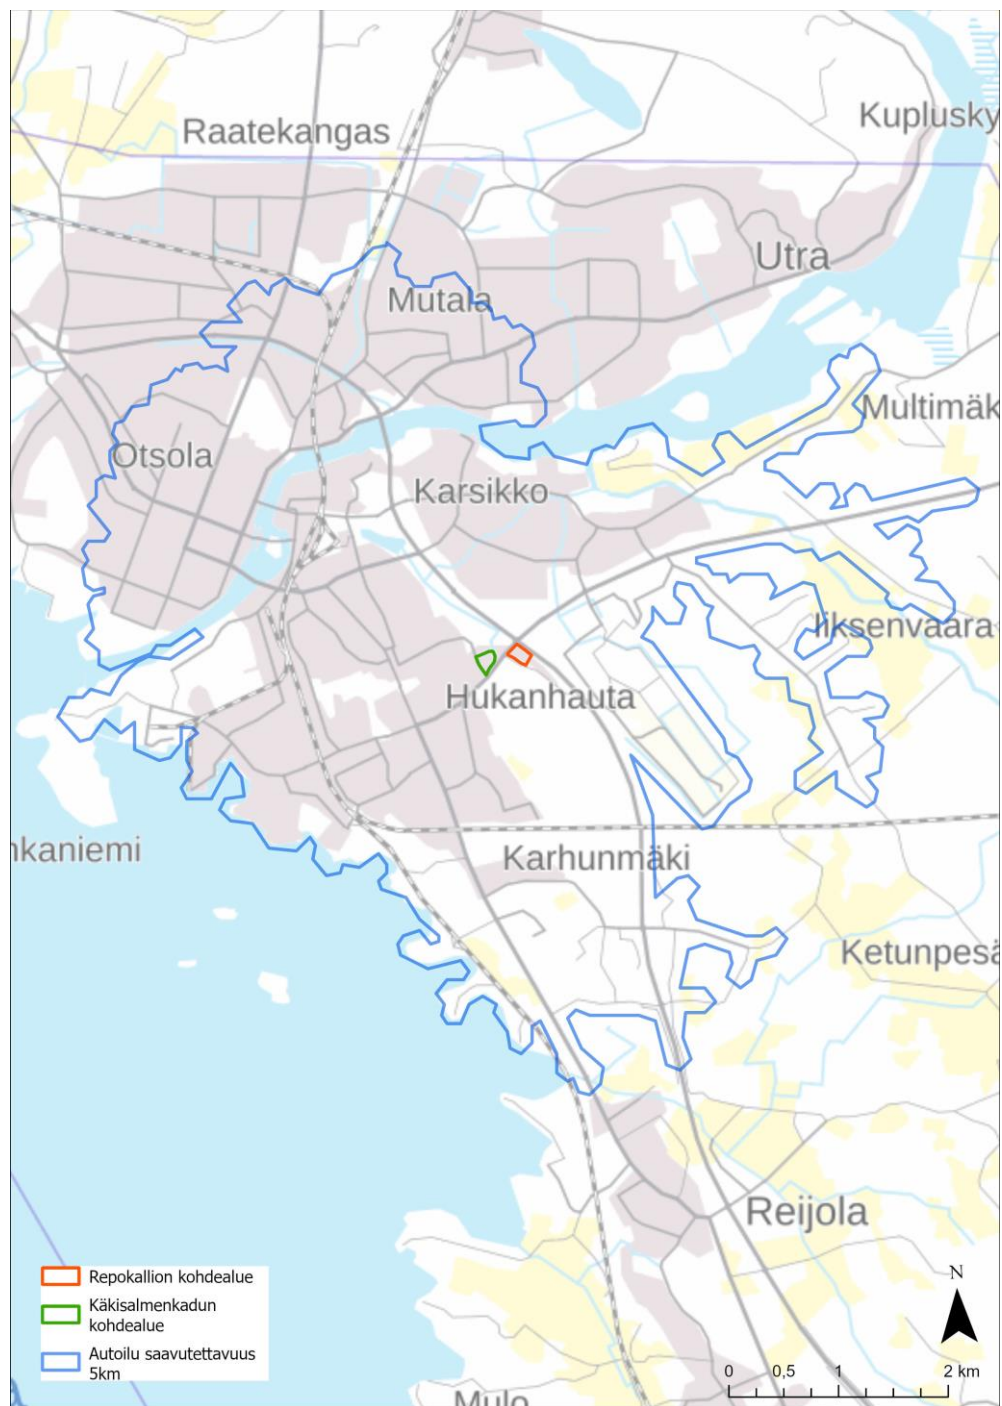 Raatekangas
Kuplusky
Utra
Mutala
Multimäk
Otsola
Karsikko
Iiksenvaara
Hukanhauta
nkaniemi
Karhunmäki
Ketunpesä
Reijola
Repokallion kohdealue
Käkisalmenkadun
kohdealue
Autoilu saavutettavuus
5km
N
0 0,5 1 2 km
Mulo